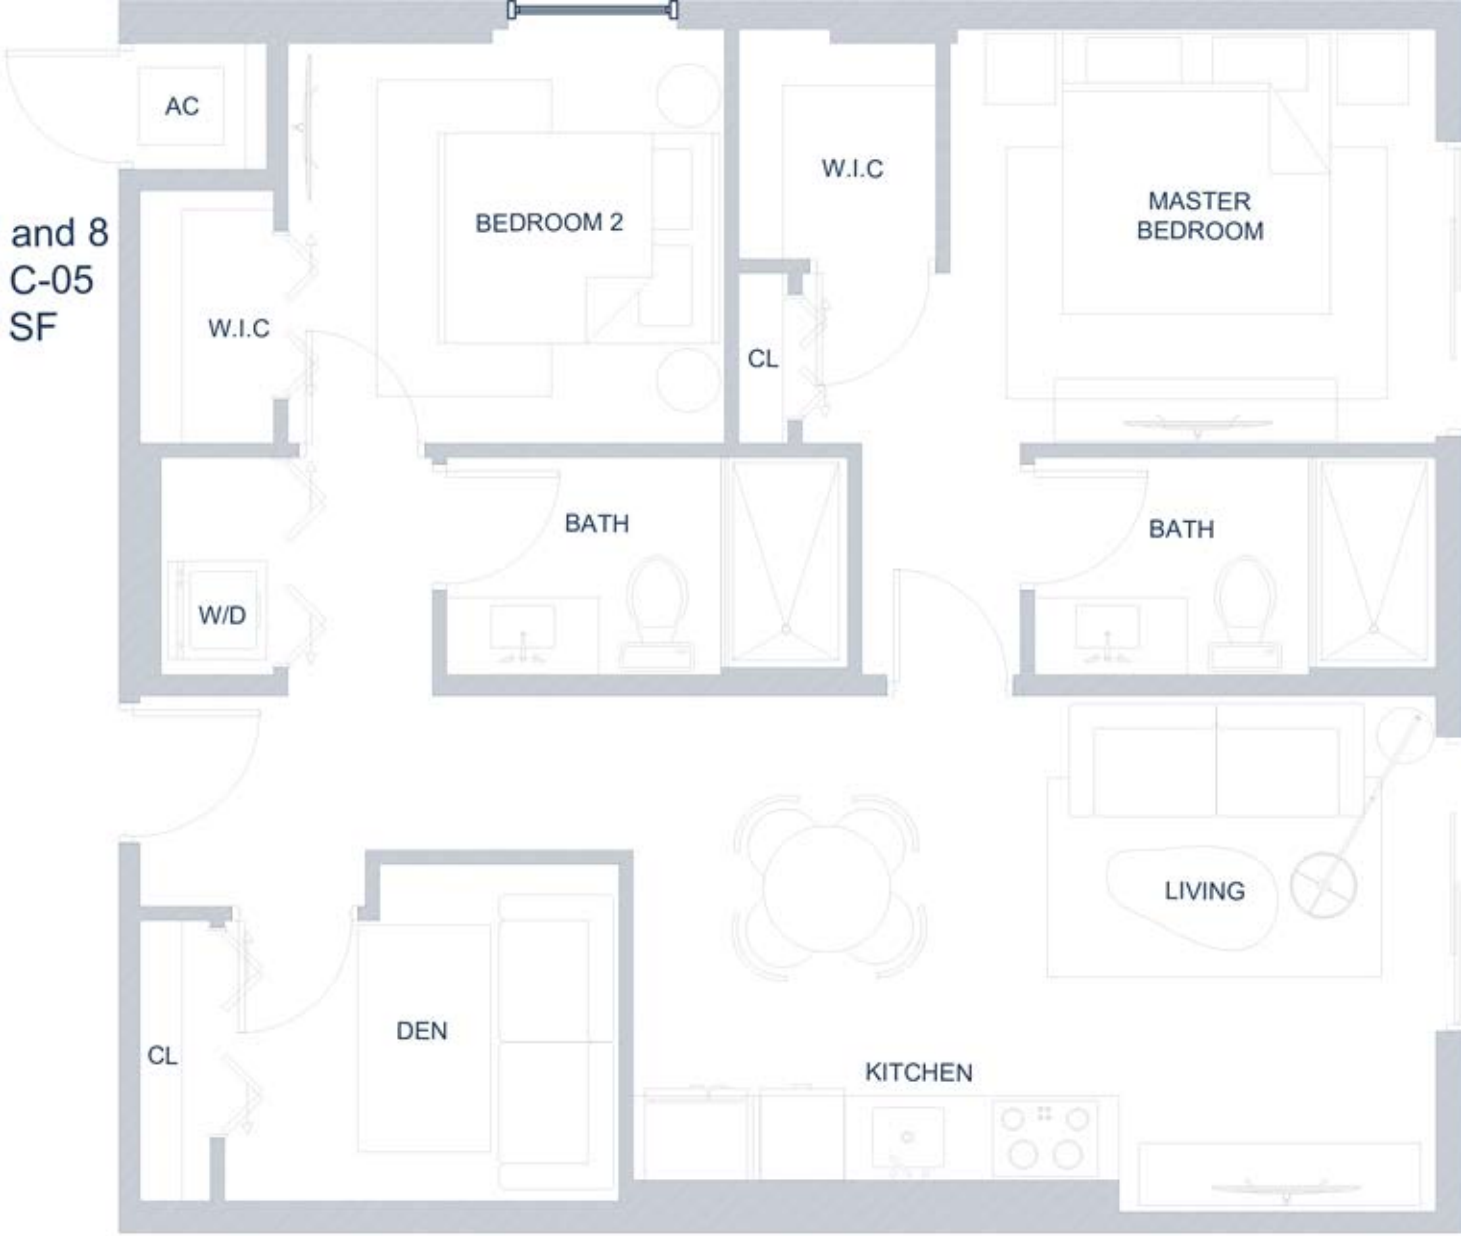 AC
and 8
C-05
SF
W.I.C
BEDROOM 2
W.I.C
CL
MASTER
BEDROOM
W/D
BATH
BATH
LIVING
DEN
CL
KITCHEN